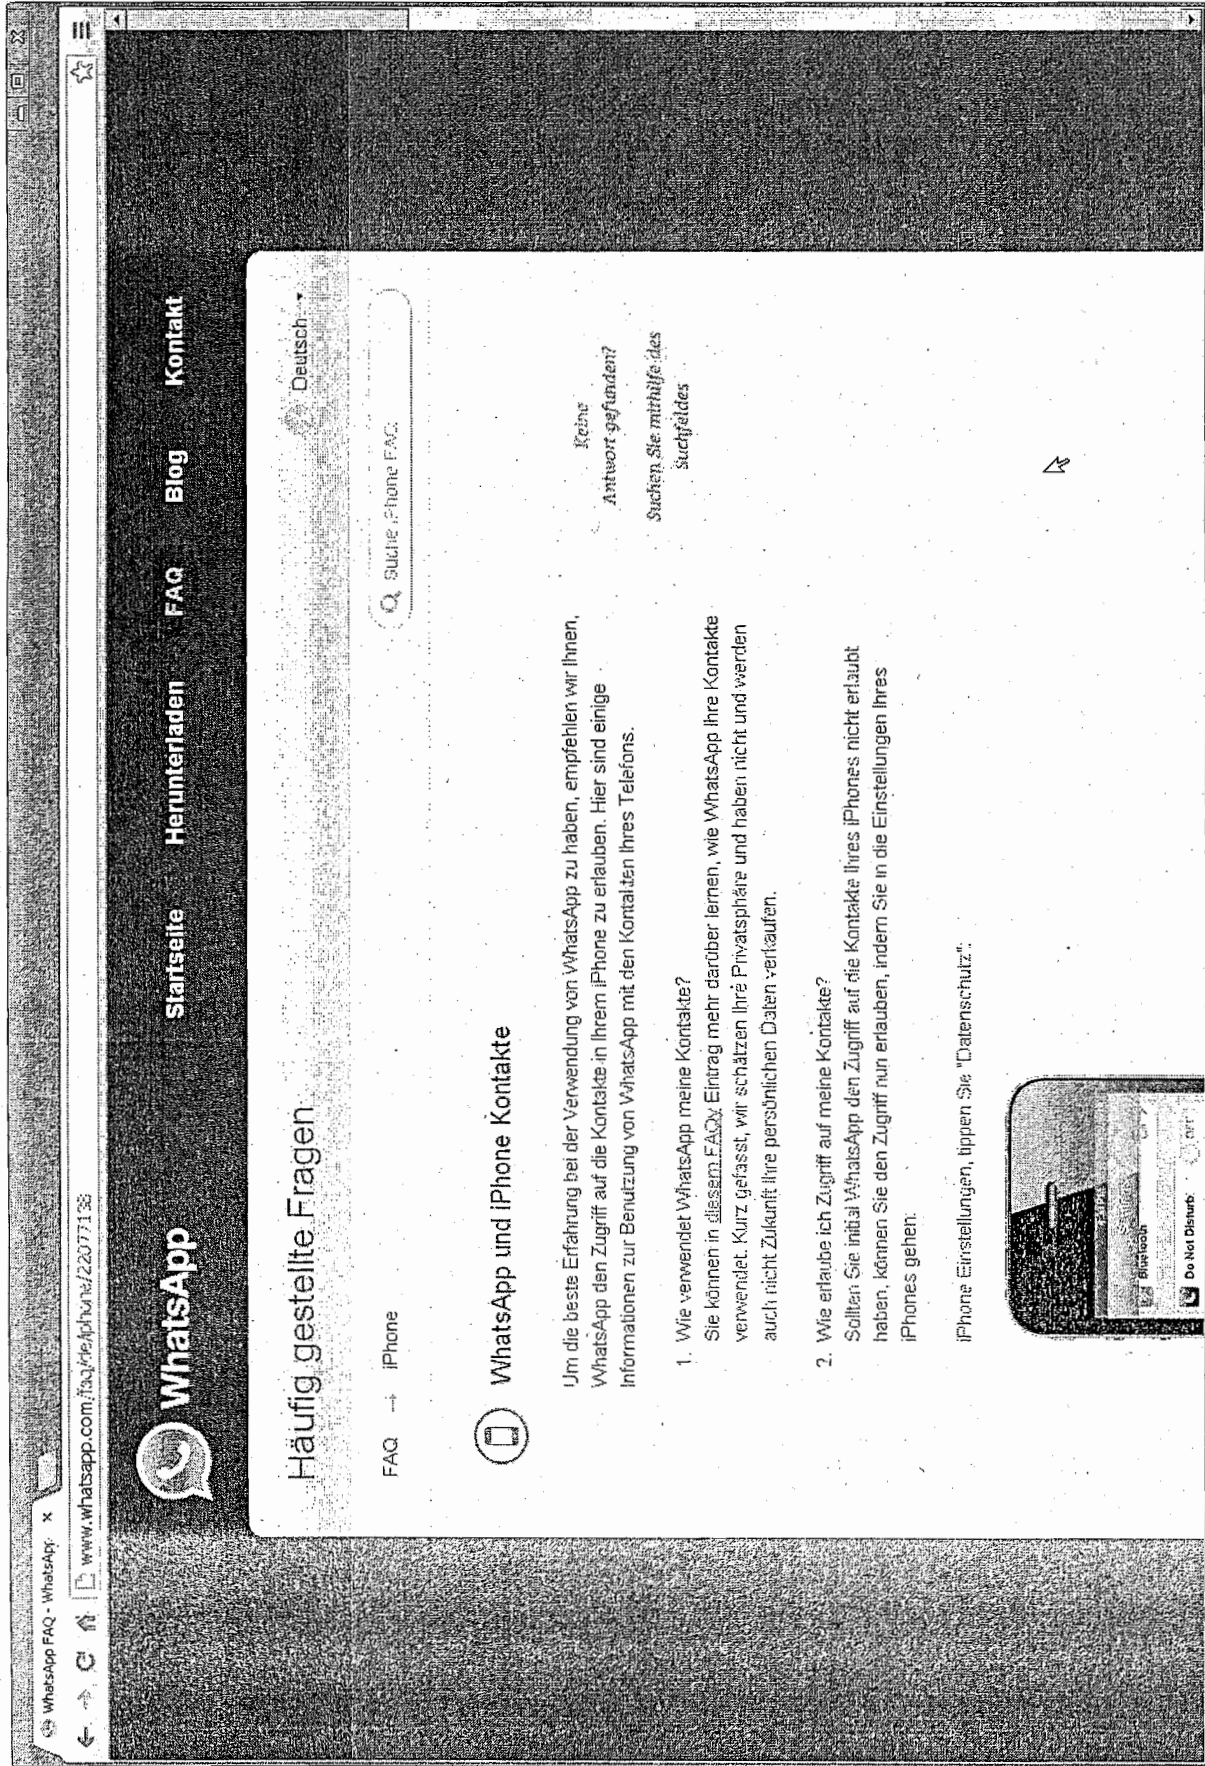 WhatsApp FAQ - WhatsApp
www.whatsapp.com/faq/de/iphone/22077138
WhatsApp
Startseite Herunterladen FAQ Blog Kontakt
Häufig gestellte Fragen
Deutsch
FAQ → iPhone
Suche iPhone FAQ
WhatsApp und iPhone Kontakte
Um die beste Erfahrung bei der Verwendung von WhatsApp zu haben, empfehlen wir Ihnen,
WhatsApp den Zugriff auf die Kontakte in Ihrem iPhone zu erlauben. Hier sind einige
Informationen zur Benutzung von WhatsApp mit den Kontakten Ihres Telefons.
1. Wie verwendet WhatsApp meine Kontakte?
Sie können in diesem FAQ Eintrag mehr darüber lernen, wie WhatsApp Ihre Kontakte
verwendet. Kurz gefasst, wir schätzen Ihre Privatsphäre und haben nicht und werden
auch nicht Zukunft Ihre persönlichen Daten verkaufen.
2. Wie erlaube ich Zugriff auf meine Kontakte?
Sollten Sie initial WhatsApp den Zugriff auf die Kontakte Ihres iPhones nicht erlaubt
haben, können Sie den Zugriff nun erlauben, indem Sie in die Einstellungen Ihres
iPhones gehen:
iPhone Einstellungen, tippen Sie "Datenschutz":
Bluetooth
Do Not Disturb
Keine
Antwort gefunden?
Suchen Sie mithilfe des
Suchfeldes